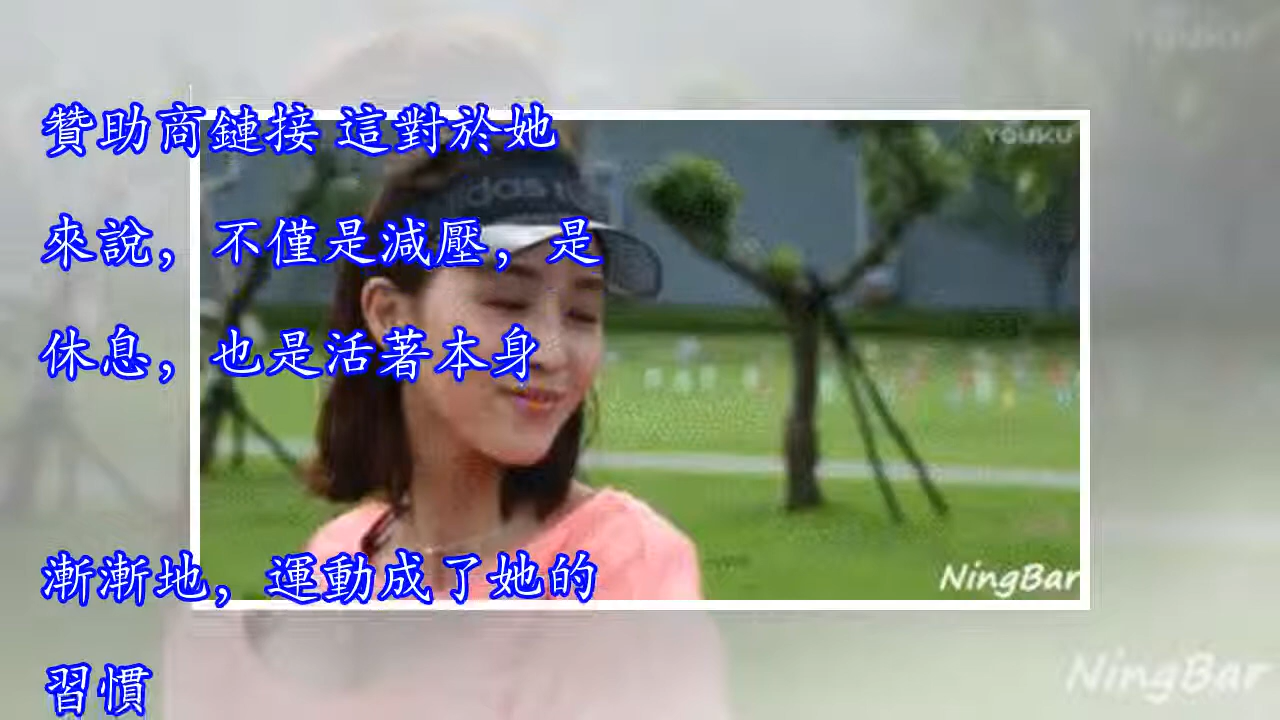 YOUKU
YOUKU
贊助商鏈接 這對於她
das
來說，不僅是減壓，是
休息，也是活著本身
漸漸地，運動成了她的
NingBar
習慣
NingBar